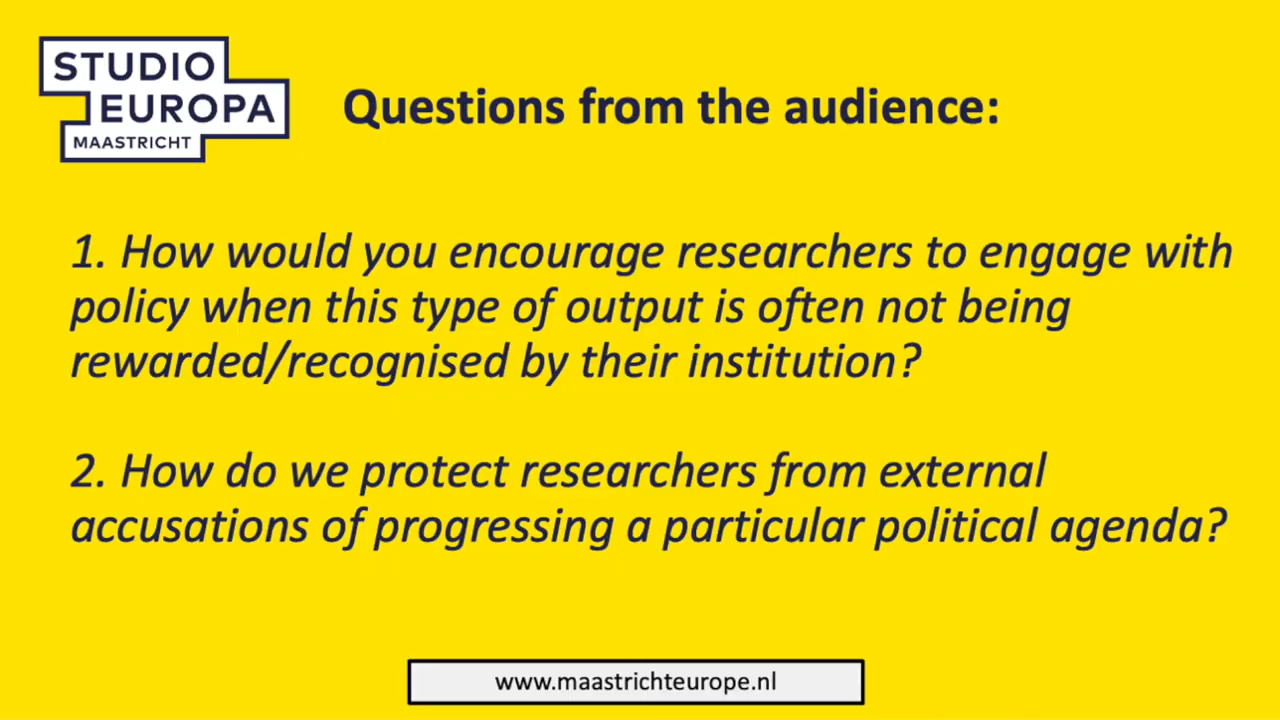 STUDIO
EUROPA
MAASTRICHT
Questions from the audience:
1. How would you encourage researchers to engage with
policy when this type of output is often not being
rewarded/recognised by their institution?
2. How do we protect researchers from external
accusations of progressing a particular political agenda?
www.maastrichteurope.nl